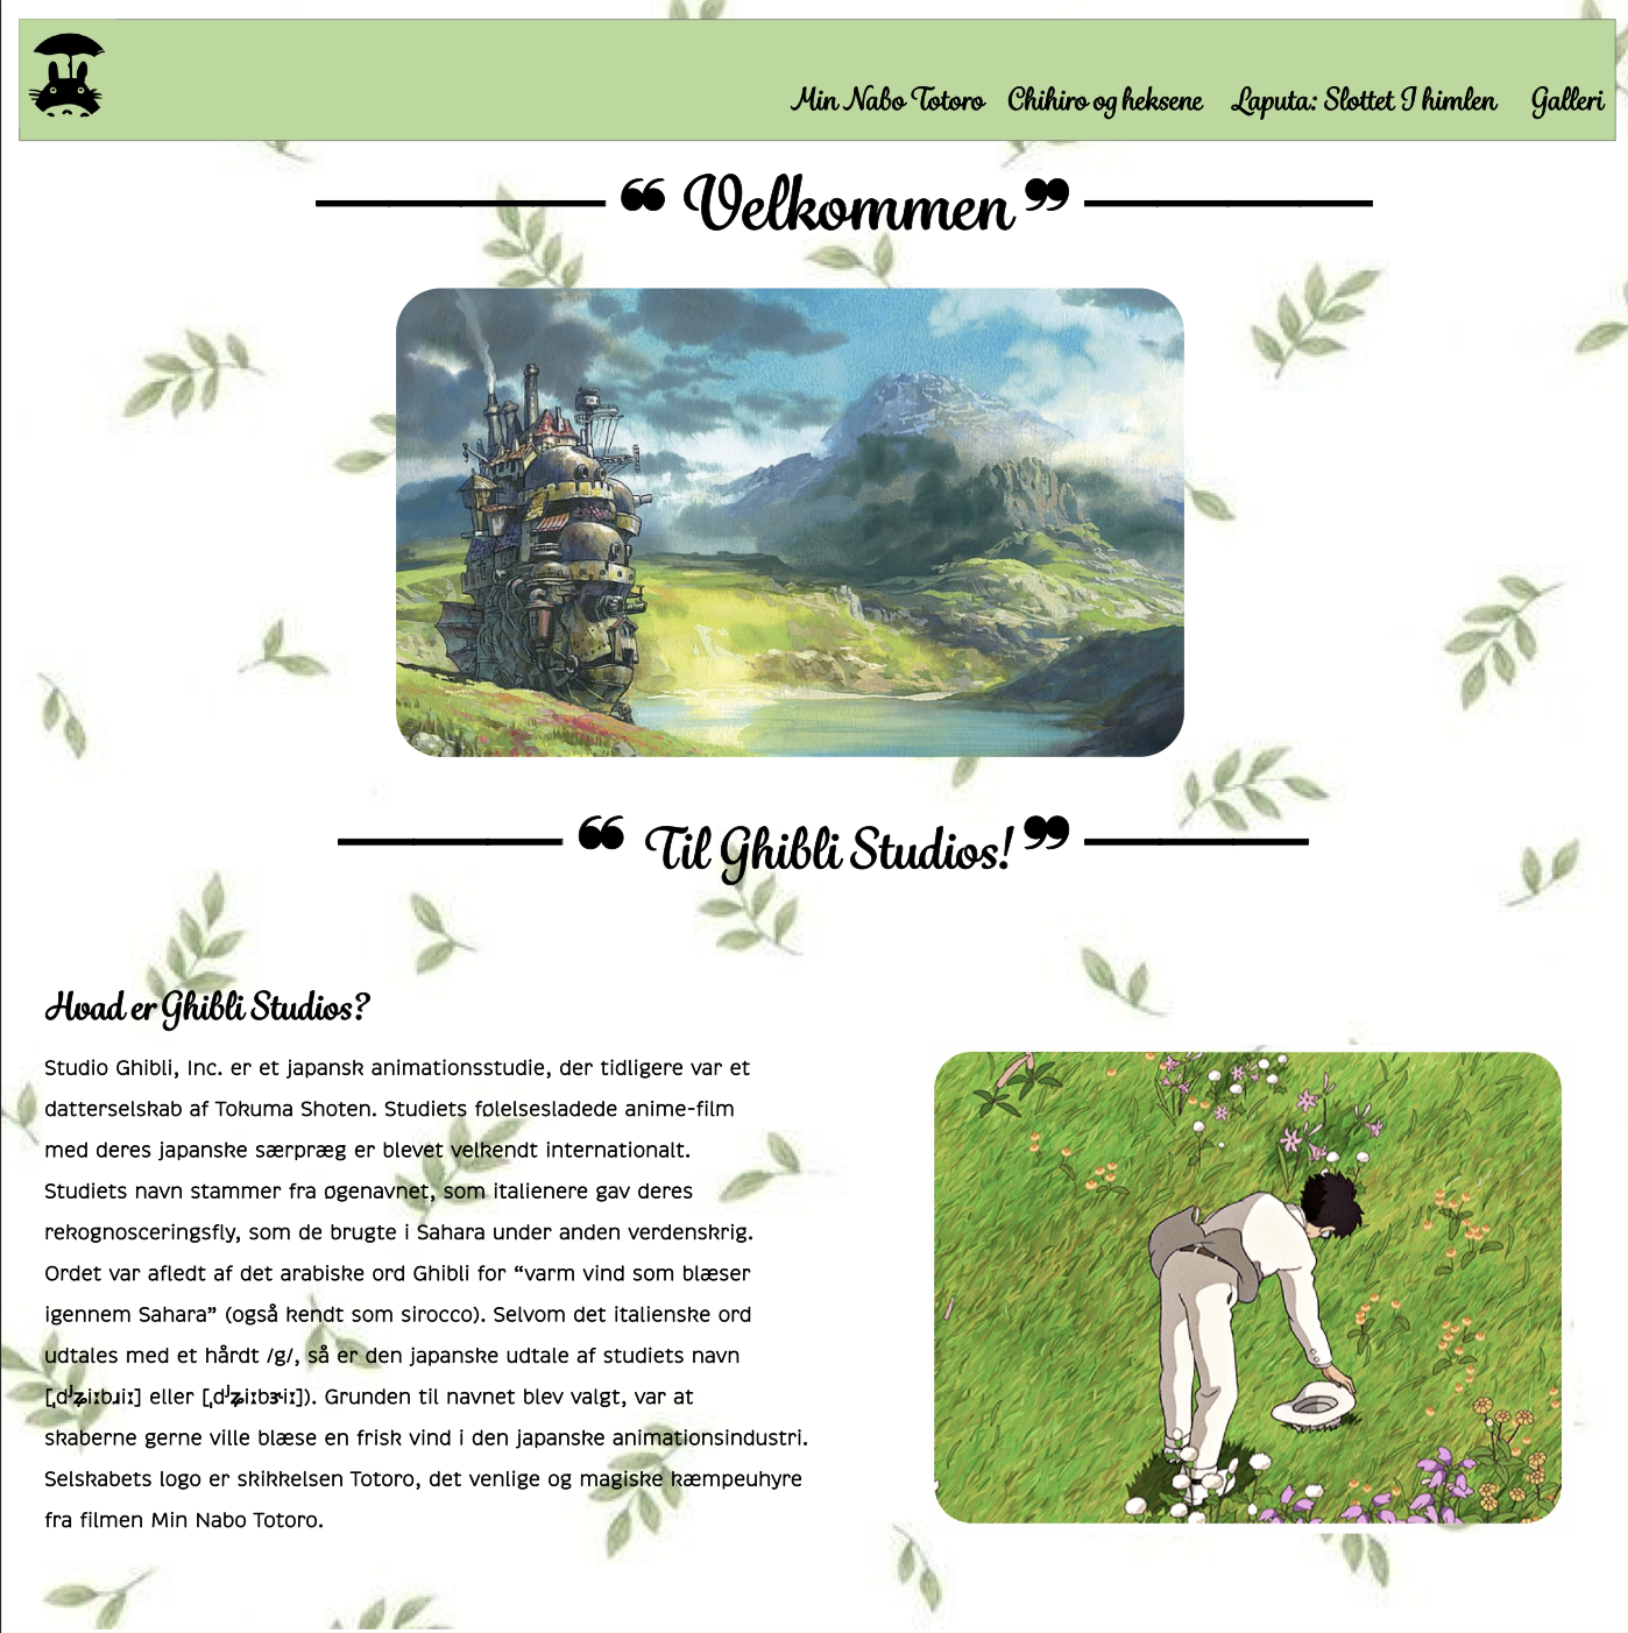 Min Nabo Totoro Chihiro og heksene Laputa: Slottet I himlen Galleri
❝ Velkommen ❞
❝ Til Ghibli Studios! ❞
Hvad er Ghibli Studios?
Studio Ghibli, Inc. er et japansk animationsstudie, der tidligere var et
datterselskab af Tokuma Shoten. Studiets følelsesladede anime-film
med deres japanske særpræg er blevet velkendt internationalt.
Studiets navn stammer fra øgenavnet, som italienere gav deres
rekognosceringsfly, som de brugte i Sahara under anden verdenskrig.
Ordet var afledt af det arabiske ord Ghibli for “varm vind som blæser
igennem Sahara” (også kendt som sirocco). Selvom det italienske ord
udtales med et hårdt /g/, så er den japanske udtale af studiets navn
eller Grunden til navnet blev valgt, var at
skaberne gerne ville blæse en frisk vind i den japanske animationsindustri.
Selskabets logo er skikkelsen Totoro, det venlige og magiske kæmpeuhyre
fra filmen Min Nabo Totoro.